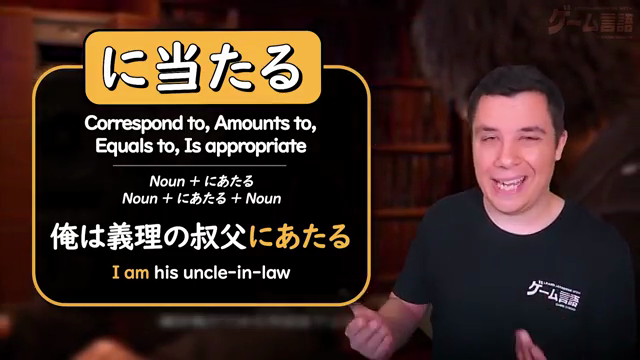 ゲーム言語
に当たる
Correspond to, Amounts to,
Equals to, Is appropriate
Noun + にあたる
Noun + にあたる + Noun
俺は義理の叔父にあたる
I am his uncle-in-law
ゲーム言語